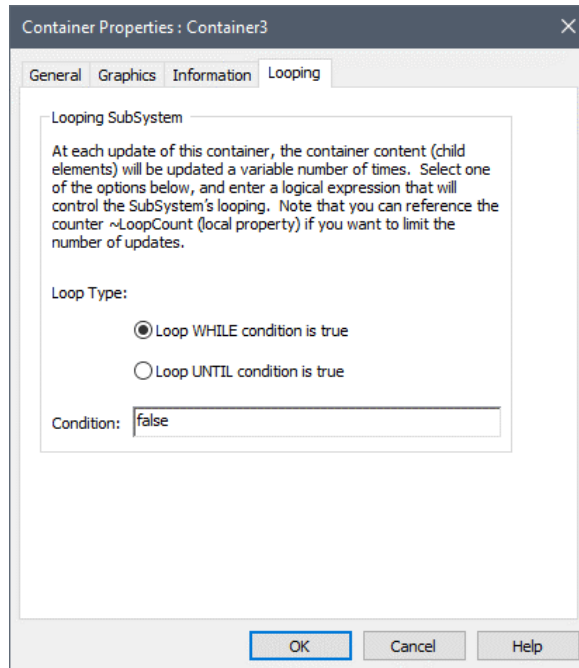 Container Properties : Container3
General Graphics Information Looping
Looping SubSystem
At each update of this container, the container content (child
elements) will be updated a variable number of times. Select one
of the options below, and enter a logical expression that will
control the SubSystem's looping. Note that you can reference the
counter ~LoopCount (local property) if you want to limit the
number of updates.
Loop Type:
Loop WHILE condition is true
Loop UNTIL condition is true
Condition: false
OK Cancel Help